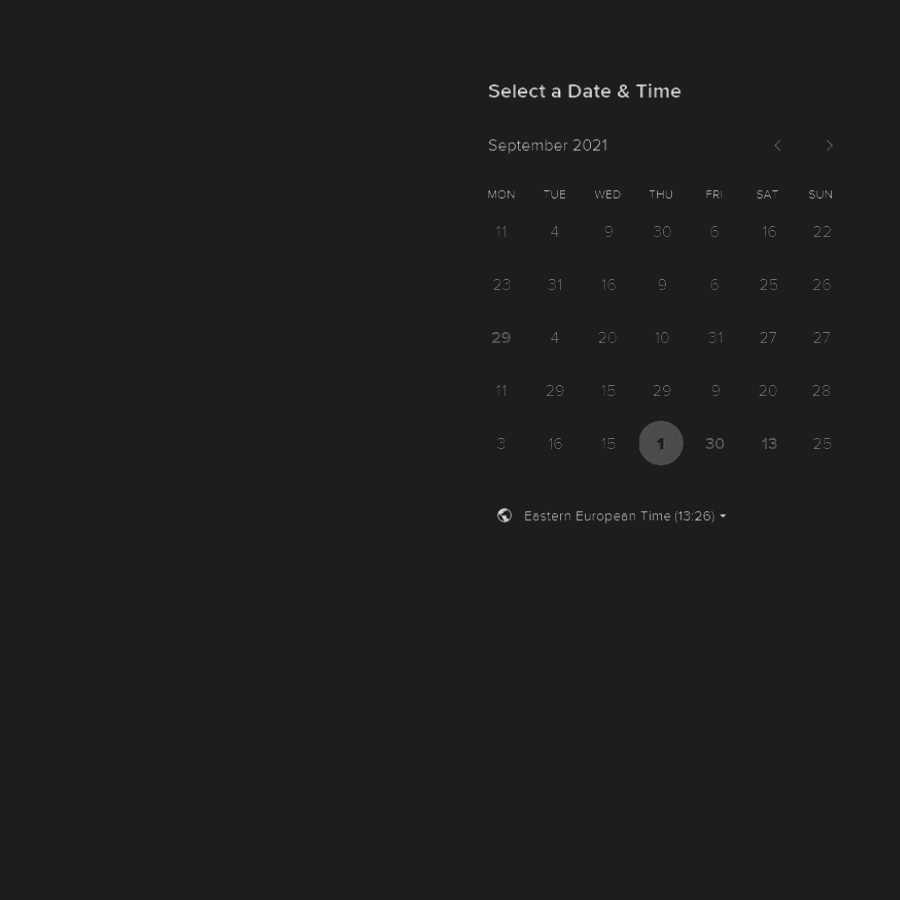 Select a Date & Time
September 2021
MON TUE WED THU FRI SAT SUN
11 4 9 30 6 16 22
23 31 16 9 6 25 26
29 4 20 10 31 27 27
11 29 15 29 9 20 28
3 16 15 1 30 13 25
Eastern European Time (13:26)